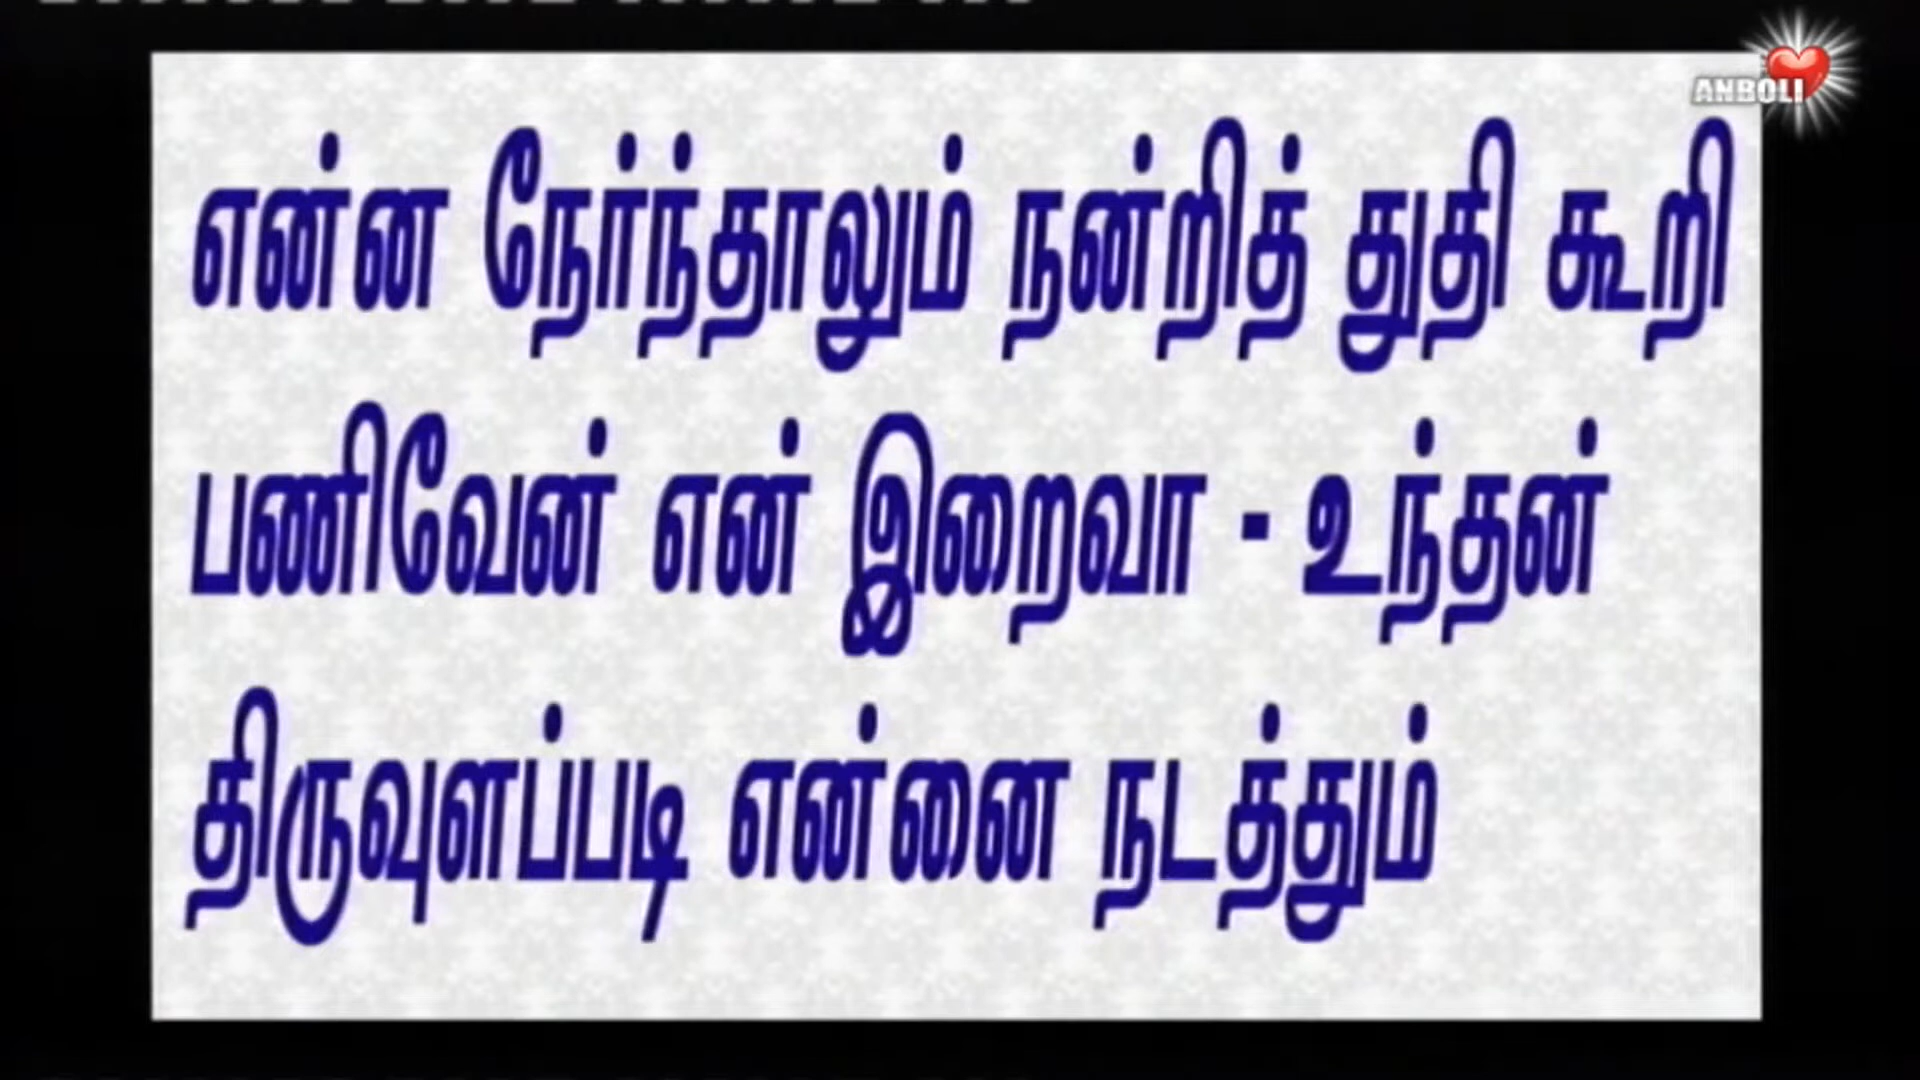 ANBOLI
என்ன நேர்ந்தாலும் நன்றித் துதி கூறி
பணிவேன் என் இறைவா - உந்தன்
திருவுளப்படி என்னை நடத்தும்